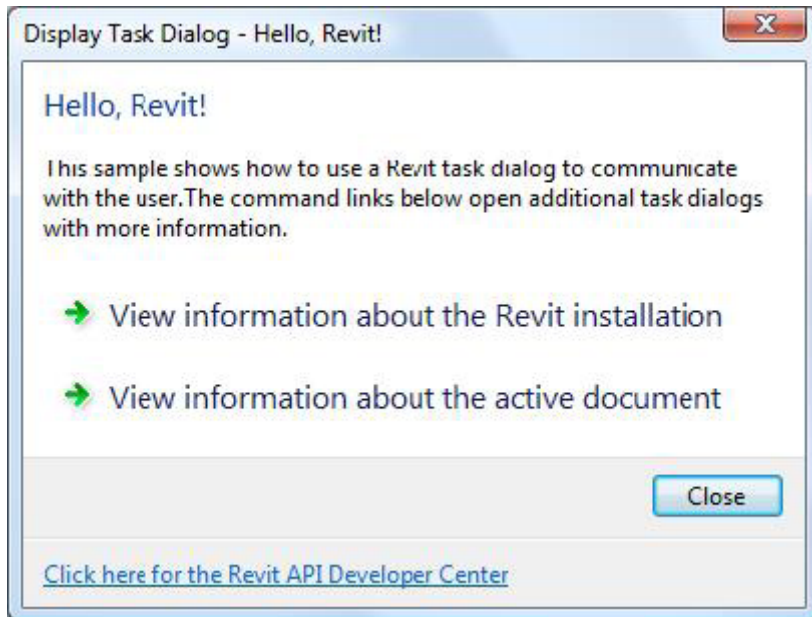 Display Task Dialog - Hello, Revit!
Hello, Revit!
This sample shows how to use a Revit task dialog to communicate
with the user.The command links below open additional task dialogs
with more information.
View information about the Revit installation
View information about the active document
Close
Click here for the Revit API Developer Center